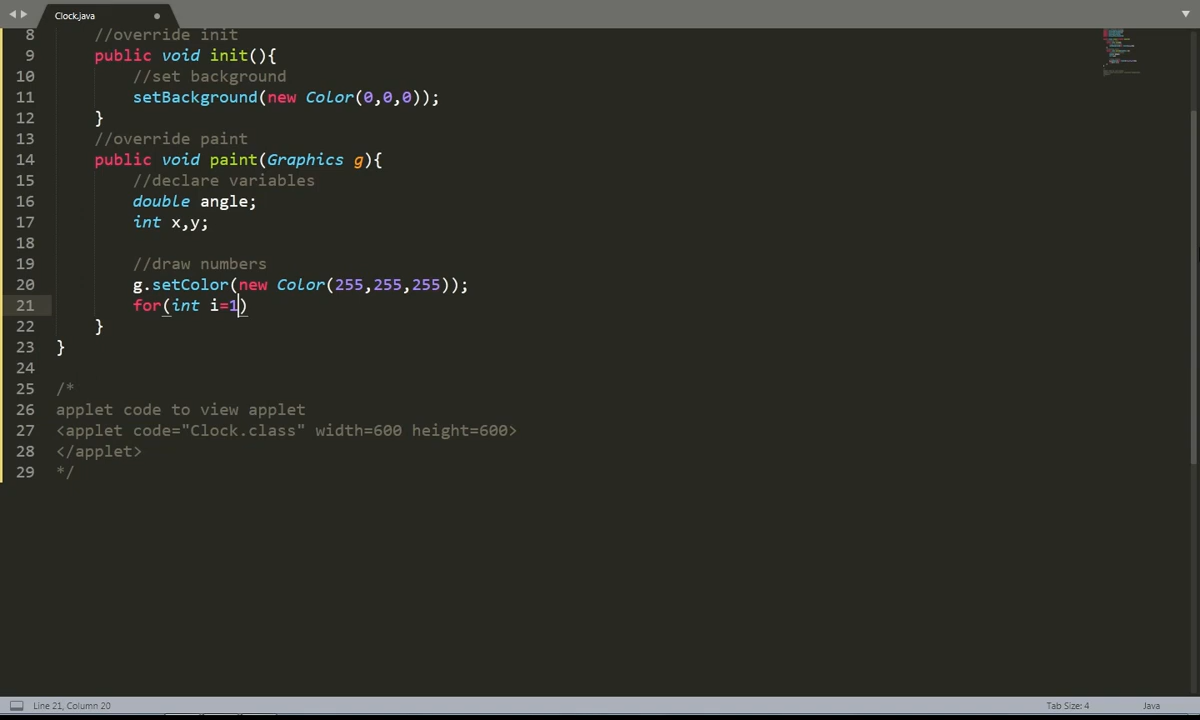 Clock.java
8 //override init
9 public void init(){
10 //set background
11 setBackground(new Color(0,0,0));
12 }
13 //override paint
14 public void paint(Graphics g){
15 //declare variables
16 double angle;
17 int x,y;
18
19 //draw numbers
20 g.setColor(new Color(255,255,255));
21 for(int i=1)
22 }
23 }
24
25 /*
26 applet code to view applet
27 <applet code="Clock.class" width=600 height=600>
28 </applet>
29 */
Line 21, Column 20 Tab Size: 4 Java